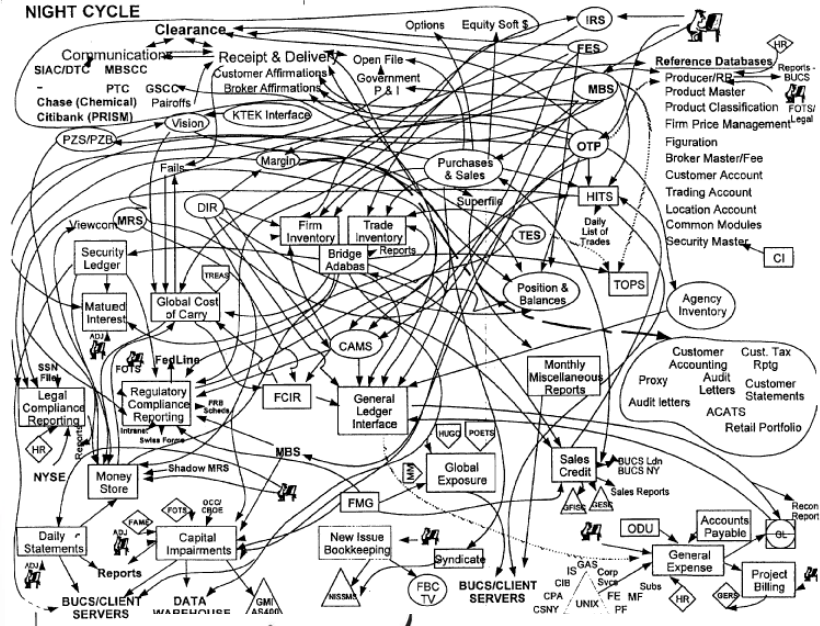 NIGHT CYCLE
Clearance
Options
Equity Soft $
IRS
Communications
Receipt & Delivery
Open File
FES
HR
SIAC/DTC
MBSCC
Customer Affirmations
Government
P & I
Reference Databases
Producer/RB
Reports -
BUCS
–
PTC
GSCC
Broker Affirmations
MBS
Product Master
Chase (Chemical)
Pairoffs
Product Classification
FOTS/
Legal
Citibank (PRISM)
Vision
KTEK Interface
Firm Price Management
PZS/PZB
OTP
Figuration
Fails
Margin
Purchases
& Sales
Broker Master/Fee
Customer Account
DIR
Superfile
HITS
Trading Account
Viewcom
MRS
Firm
Inventory
Trade
Inventory
Daily
List of
Trades
Location Account
Common Modules
TES
Security Master
Bridge
Adabas
Reports
Security
Ledger
TREAS
CI
TOPS
Position &
Balances
Matured
Interest
Global Cost
of Carry
Agency
Inventory
ADJ
CAMS
FOTS
FedLine
SSN
File
Monthly
Miscellaneous
Reports
Customer
Accounting
Cust. Tax
Rptg
Proxy
Audit
Letters
Customer
Statements
Audit letters
ACATS
Retail Portfolio
Legal
Compliance
Reporting
Regulatory
Compliance
Reporting
FRB
Scheds
FCIR
General
Ledger
Interface
Intranet
Swiss Forms
HR
Reports
HUGO
POETS
NYSE
MBS
MM
Global
Exposure
Sales
Credit
BUCS Ldn
BUCS NY
Money
Store
Shadow MRS
Sales Reports
GFISC
GESC
FMG
OCC/
CBOE
FOTS
FAME
ADJ
Recon
Report
Daily
Statements
Capital
Impairments
New Issue
Bookkeeping
ODU
Accounts
Payable
GL
Syndicate
General
Expense
ADJ
Reports
Project
Billing
GAS
IS
Corp
Svcs
CIB
Subs
BUCS/CLIENT
SERVERS
DATA
WAREHOUSE
GMI
AS400
NISSMS
FBC
TV
BUCS/CLIENT
SERVERS
CPA
UNIX
FE
MF
HR
GERS
CSNY
PF